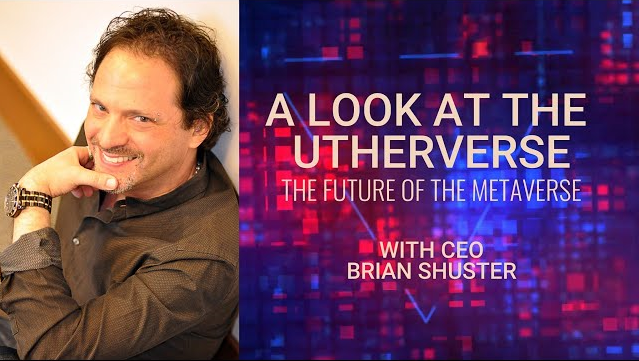 A LOOK AT THE
UTHERVERSE
THE FUTURE OF THE METAVERSE
WITH CEO
BRIAN SHUSTER